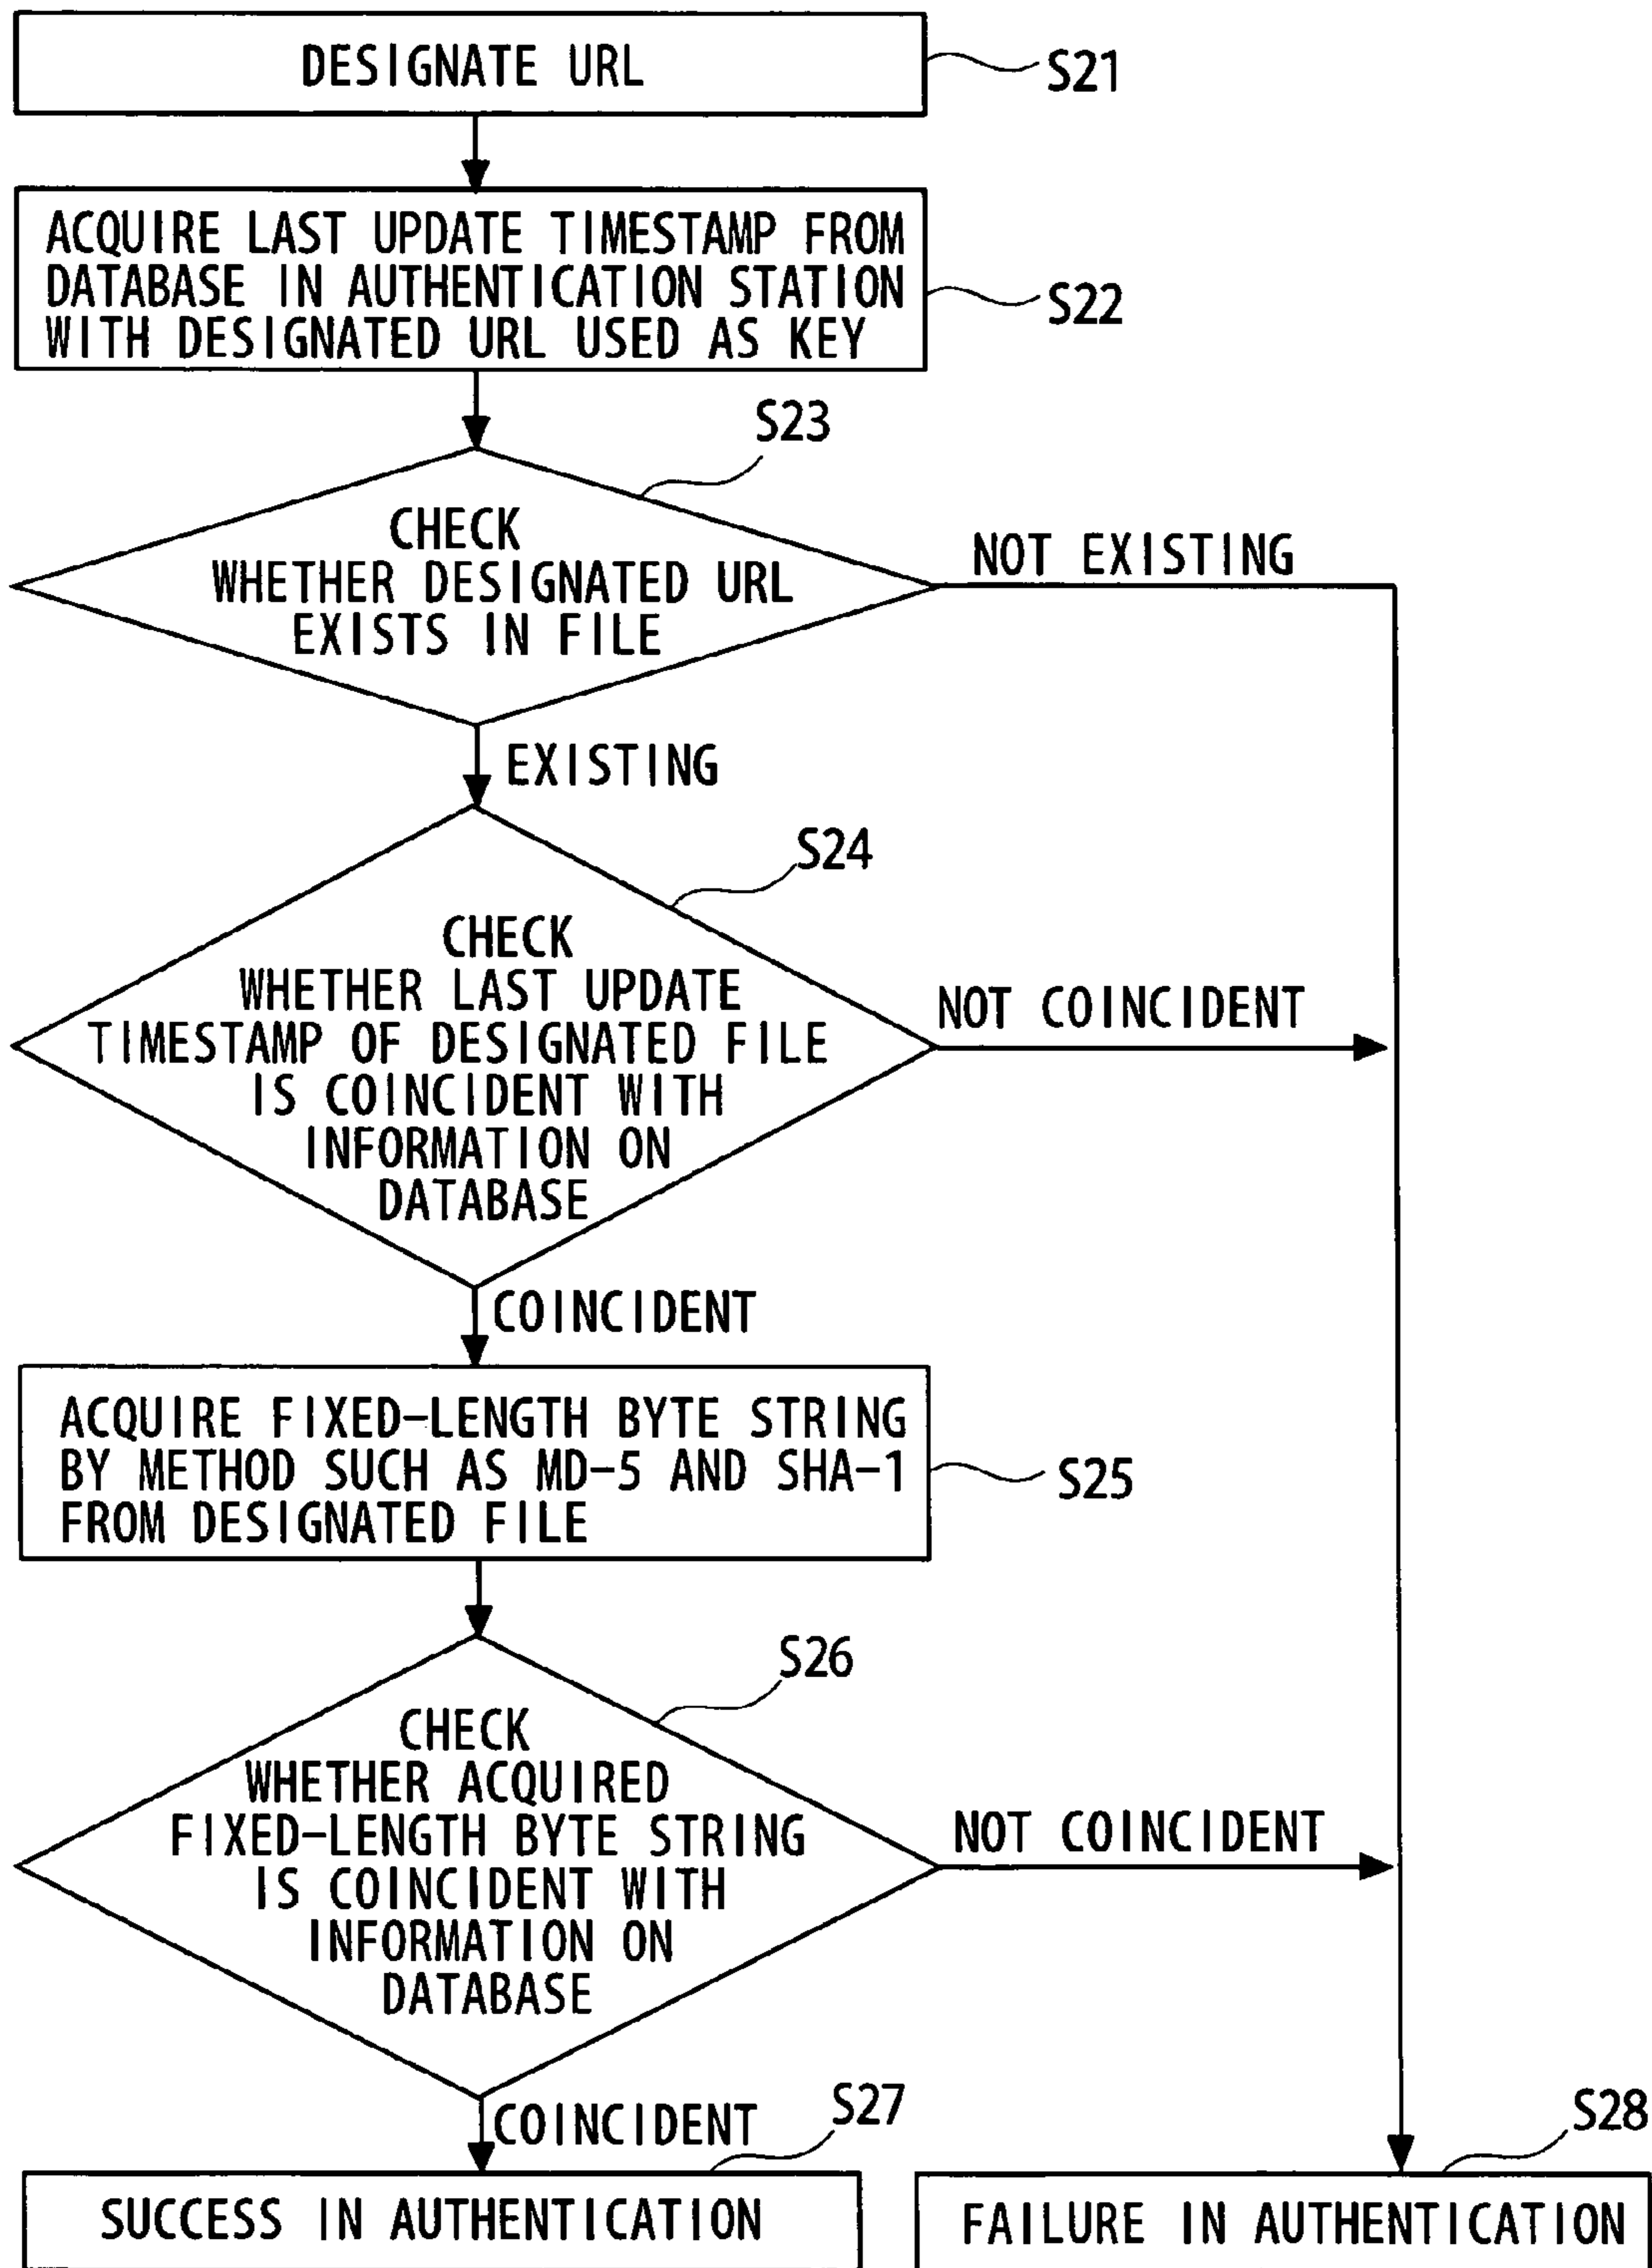 DESIGNATE URL
S21
ACQUIRE LAST UPDATE TIMESTAMP FROM
DATABASE IN AUTHENTICATION STATION
WITH DESIGNATED URL USED AS KEY
S22
S23
CHECK
WHETHER DESIGNATED URL
EXISTS IN FILE
NOT EXISTING
EXISTING
S24
CHECK
WHETHER LAST UPDATE
TIMESTAMP OF DESIGNATED FILE
IS COINCIDENT WITH
INFORMATION ON
DATABASE
NOT COINCIDENT
COINCIDENT
ACQUIRE FIXED-LENGTH BYTE STRING
BY METHOD SUCH AS MD-5 AND SHA-1
FROM DESIGNATED FILE
S25
S26
CHECK
WHETHER ACQUIRED
FIXED-LENGTH BYTE STRING
IS COINCIDENT WITH
INFORMATION ON
DATABASE
NOT COINCIDENT
COINCIDENT
S27
SUCCESS IN AUTHENTICATION
S28
FAILURE IN AUTHENTICATION